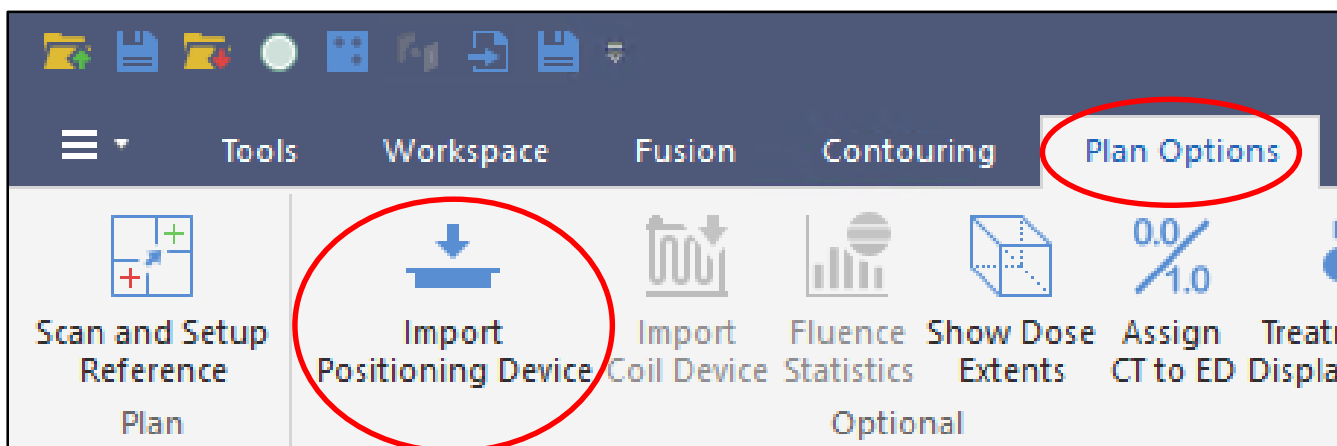 Tools Workspace Fusion Contouring Plan Options
Scan and Setup Reference
Import Positioning Device
Import Coil Device
Fluence Statistics
Show Dose Extents
0.0/1.0
Assign CT to ED
Plan
Optional